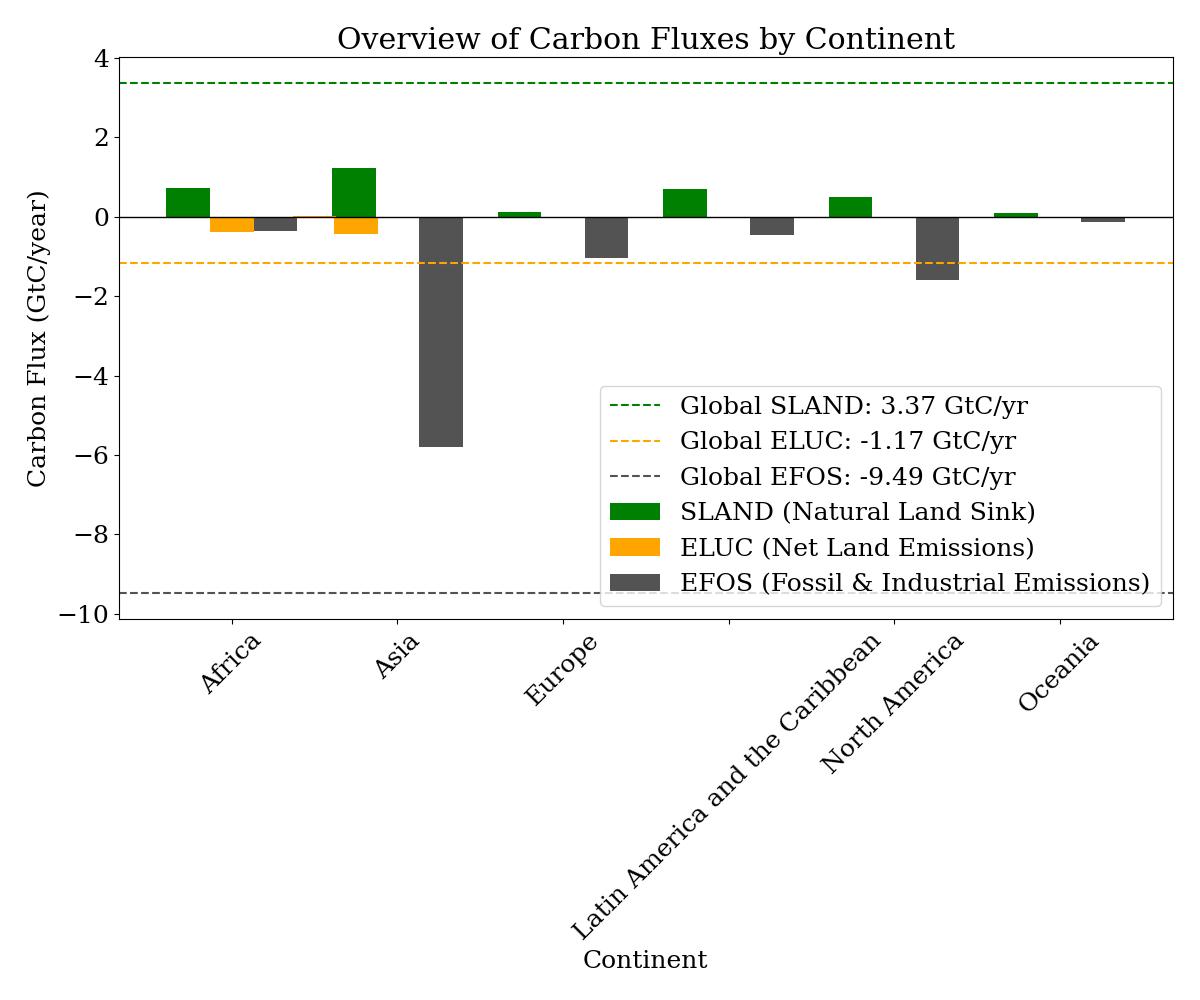 Overview of Carbon Fluxes by Continent
Carbon Flux (GtC/year)
4
2
0
−2
−4
−6
−8
−10
Global SLAND: 3.37 GtC/yr
Global ELUC: -1.17 GtC/yr
Global EFOS: -9.49 GtC/yr
SLAND (Natural Land Sink)
ELUC (Net Land Emissions)
EFOS (Fossil & Industrial Emissions)
Africa
Asia
Europe
Latin America and the Caribbean
North America
Oceania
Continent